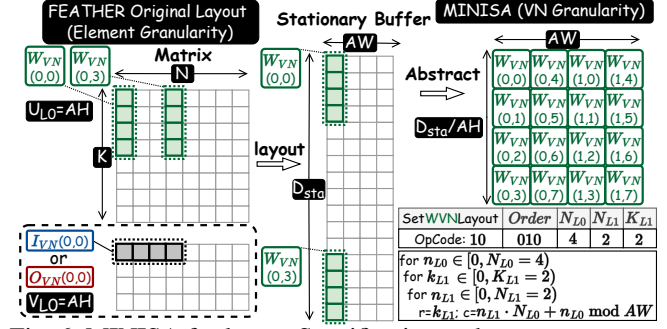 FEATHER Original Layout
(Element Granularity)
W_VN
(0,0)
W_VN
(0,3)
Matrix
N
U_L0=AH
K
layout
I_VN(0,0)
or
O_VN(0,0)
V_L0=AH
Stationary Buffer
AW
W_VN
(0,0)
D_sta
W_VN
(0,3)
Abstract
MINISA (VN Granularity)
AW
D_sta/AH
W_VN W_VN W_VN W_VN
(0,0) (0,4) (1,0) (1,4)
W_VN W_VN W_VN W_VN
(0,1) (0,5) (1,1) (1,5)
W_VN W_VN W_VN W_VN
(0,2) (0,6) (1,2) (1,6)
W_VN W_VN W_VN W_VN
(0,3) (0,7) (1,3) (1,7)
SetWVNLayout Order N_L0 N_L1 K_L1
OpCode: 10 010 4 2 2
for n_L0 ∈ [0, N_L0 = 4)
for k_L1 ∈ [0, K_L1 = 2)
for n_L1 ∈ [0, N_L1 = 2)
r=k_L1; c=n_L1 · N_L0 + n_L0 mod AW